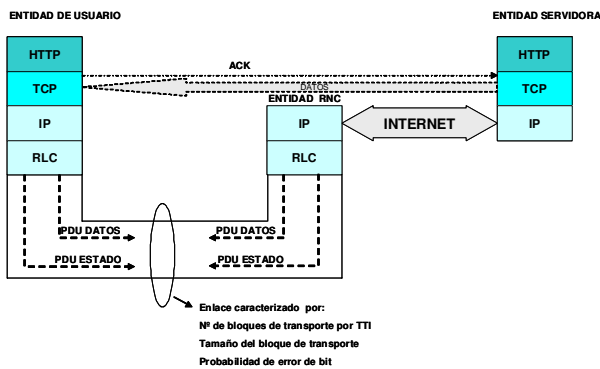 ENTIDAD DE USUARIO
ENTIDAD SERVIDORA
HTTP
HTTP
ACK
TCP
DATOS
TCP
ENTIDAD RNC
IP
IP
INTERNET
IP
RLC
RLC
PDU DATOS
PDU DATOS
PDU ESTADO
PDU ESTADO
Enlace caracterizado por:
Nº de bloques de transporte por TTI
Tamaño del bloque de transporte
Probabilidad de error de bit